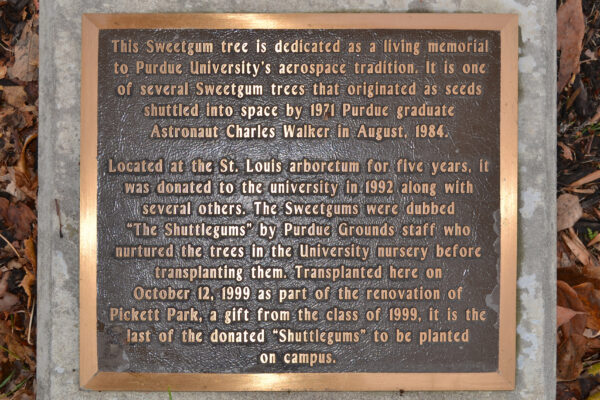 This Sweetgum tree is dedicated as a living memorial
to Purdue University's aerospace tradition. It is one
of several Sweetgum trees that originated as seeds
shuttled into space by 1971 Purdue graduate
Astronaut Charles Walker in August, 1984.
Located at the St. Louis arboretum for five years, it
was donated to the university in 1992 along with
several others. The Sweetgums were dubbed
"The Shuttlegums" by Purdue Grounds staff who
nurtured the trees in the University nursery before
transplanting them. Transplanted here on
October 12, 1999 as part of the renovation of
Pickett Park, a gift from the class of 1999, it is the
last of the donated "Shuttlegums" to be planted
on campus.